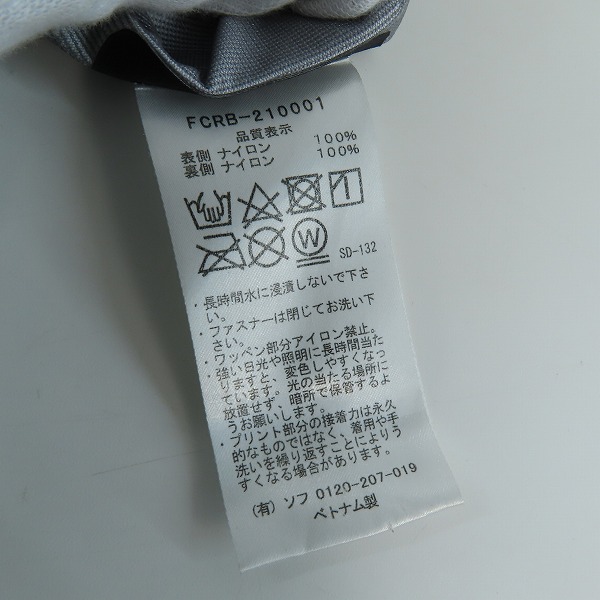 FCRB-210001
品質表示
表側 ナイロン 100%
裏側 ナイロン 100%
W
SD-132
・長時間水に浸漬しないで下さ
い。
・ファスナーは閉じてお洗い下
さい。
・ワッペン部分アイロン禁止。
・強い日光や照明に長時間当た
りますと、変色しやすくなっ
ています。光の当たる場所に
放置せず、暗所で保管するよ
うお願いします。
・プリント部分の接着力は永久
的なものではなく、着用や手
洗いを繰り返すことによりう
すくなる場合があります。
(有) ソフ 0120-207-019
ベトナム製